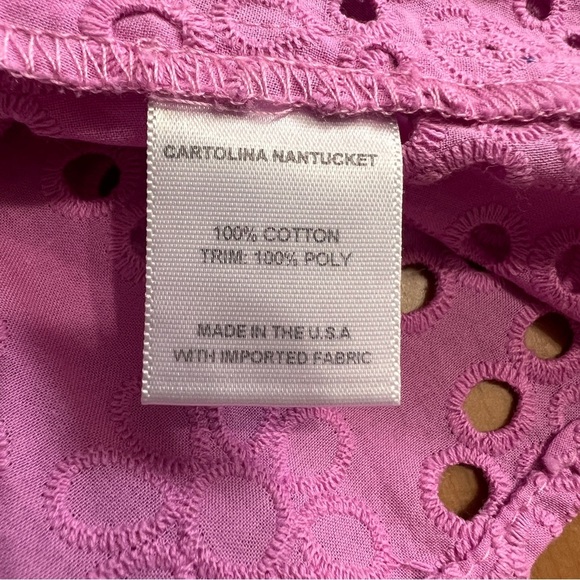 CARTOLINA NANTUCKET
100% COTTON
TRIM: 100% POLY
MADE IN THE U.S.A
WITH IMPORTED FABRIC